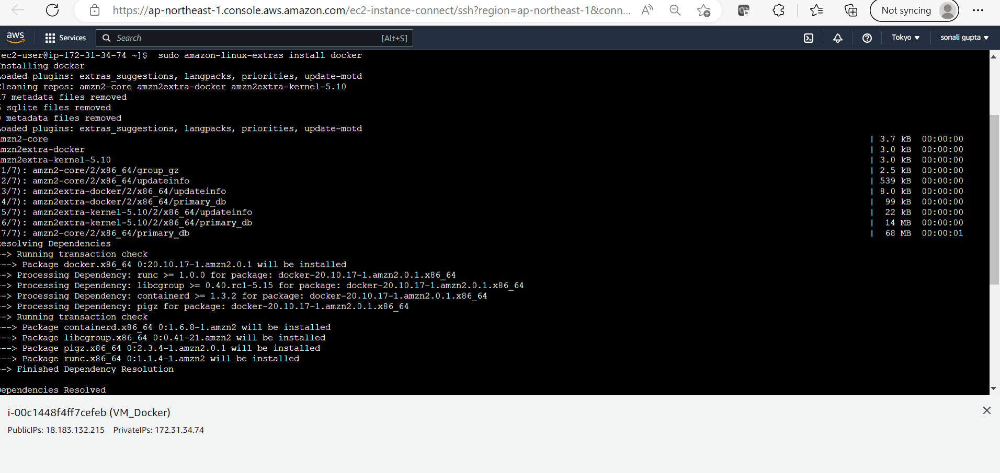 https://ap-northeast-1.console.aws.amazon.com/ec2-instance-connect/ssh?region=ap-northeast-1&conn...
Not syncing
aws
Services
Search
[Alt+S]
Tokyo
sonali gupta
ec2-user@ip-172-31-34-74 ~]$  sudo amazon-linux-extras install docker
nstalling docker
oaded plugins: extras_suggestions, langpacks, priorities, update-motd
leaning repos: amzn2-core amzn2extra-docker amzn2extra-kernel-5.10
7 metadata files removed
sqlite files removed
metadata files removed
oaded plugins: extras_suggestions, langpacks, priorities, update-motd
mzn2-core | 3.7 kB 00:00:00
mzn2extra-docker | 3.0 kB 00:00:00
mzn2extra-kernel-5.10 | 3.0 kB 00:00:00
1/7): amzn2-core/2/x86_64/group_gz | 2.5 kB 00:00:00
2/7): amzn2-core/2/x86_64/updateinfo | 539 kB 00:00:00
3/7): amzn2extra-docker/2/x86_64/updateinfo | 8.0 kB 00:00:00
4/7): amzn2extra-docker/2/x86_64/primary_db | 99 kB 00:00:00
5/7): amzn2extra-kernel-5.10/2/x86_64/updateinfo | 22 kB 00:00:00
6/7): amzn2extra-kernel-5.10/2/x86_64/primary_db | 14 MB 00:00:00
7/7): amzn2-core/2/x86_64/primary_db | 68 MB 00:00:01
esolving Dependencies
-> Running transaction check
--> Package docker.x86_64 0:20.10.17-1.amzn2.0.1 will be installed
-> Processing Dependency: runc >= 1.0.0 for package: docker-20.10.17-1.amzn2.0.1.x86_64
-> Processing Dependency: libcgroup >= 0.40.rc1-5.15 for package: docker-20.10.17-1.amzn2.0.1.x86_64
-> Processing Dependency: containerd >= 1.3.2 for package: docker-20.10.17-1.amzn2.0.1.x86_64
-> Processing Dependency: pigz for package: docker-20.10.17-1.amzn2.0.1.x86_64
-> Running transaction check
--> Package containerd.x86_64 0:1.6.8-1.amzn2 will be installed
--> Package libcgroup.x86_64 0:0.41-21.amzn2 will be installed
--> Package pigz.x86_64 0:2.3.4-1.amzn2.0.1 will be installed
--> Package runc.x86_64 0:1.1.4-1.amzn2 will be installed
-> Finished Dependency Resolution
ependencies Resolved
i-00c1448f4ff7cefeb (VM_Docker)
PublicIPs: 18.183.132.215 PrivateIPs: 172.31.34.74